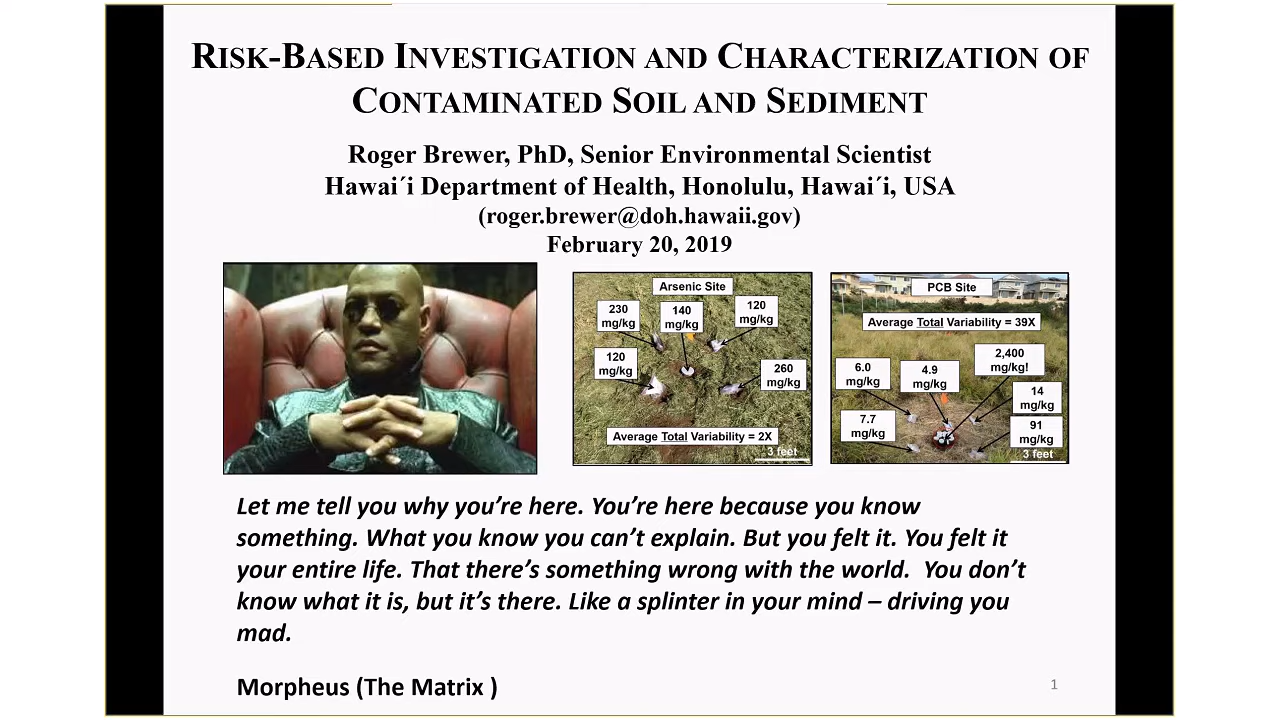 RISK-BASED INVESTIGATION AND CHARACTERIZATION OF
CONTAMINATED SOIL AND SEDIMENT
Roger Brewer, PhD, Senior Environmental Scientist
Hawai´i Department of Health, Honolulu, Hawai´i, USA
(roger.brewer@doh.hawaii.gov)
February 20, 2019
Arsenic Site
230
mg/kg
140
mg/kg
120
mg/kg
120
mg/kg
260
mg/kg
Average Total Variability = 2X
3 feet
PCB Site
Average Total Variability = 39X
6.0
mg/kg
4.9
mg/kg
2,400
mg/kg!
14
mg/kg
7.7
mg/kg
91
mg/kg
3 feet
Let me tell you why you’re here. You’re here because you know
something. What you know you can’t explain. But you felt it. You felt it
your entire life. That there’s something wrong with the world.  You don’t
know what it is, but it’s there. Like a splinter in your mind – driving you
mad.
Morpheus (The Matrix )
1